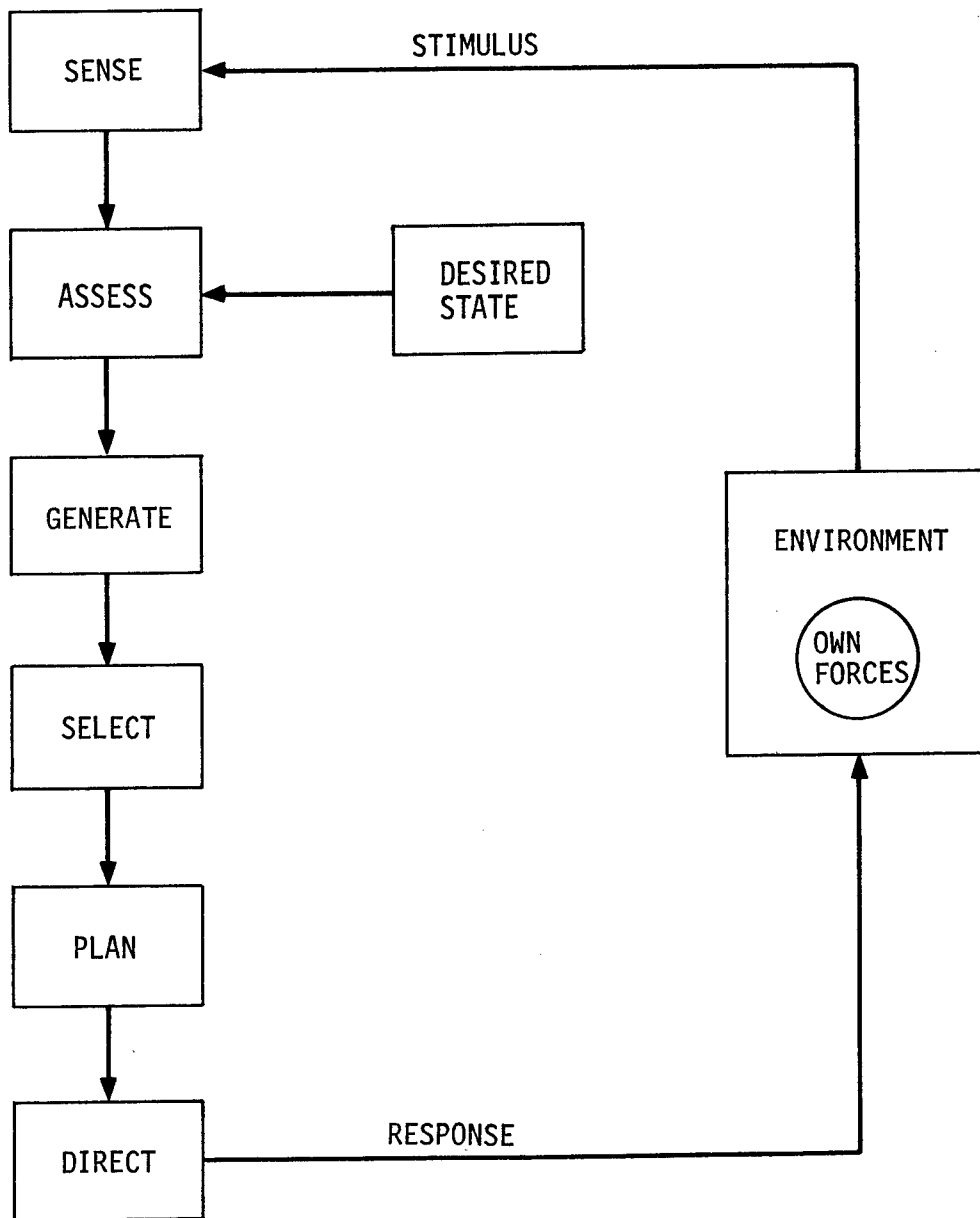 STIMULUS
SENSE
ASSESS
DESIRED
STATE
GENERATE
ENVIRONMENT
OWN
FORCES
SELECT
PLAN
RESPONSE
DIRECT